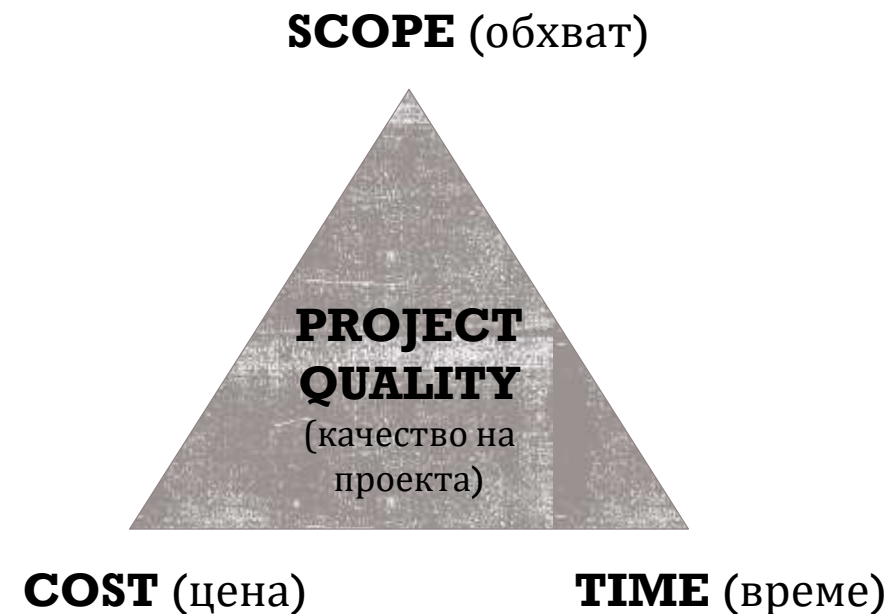 SCOPE (обхват)
PROJECT
QUALITY
(качество на
проекта)
COST (цена)
TIME (време)